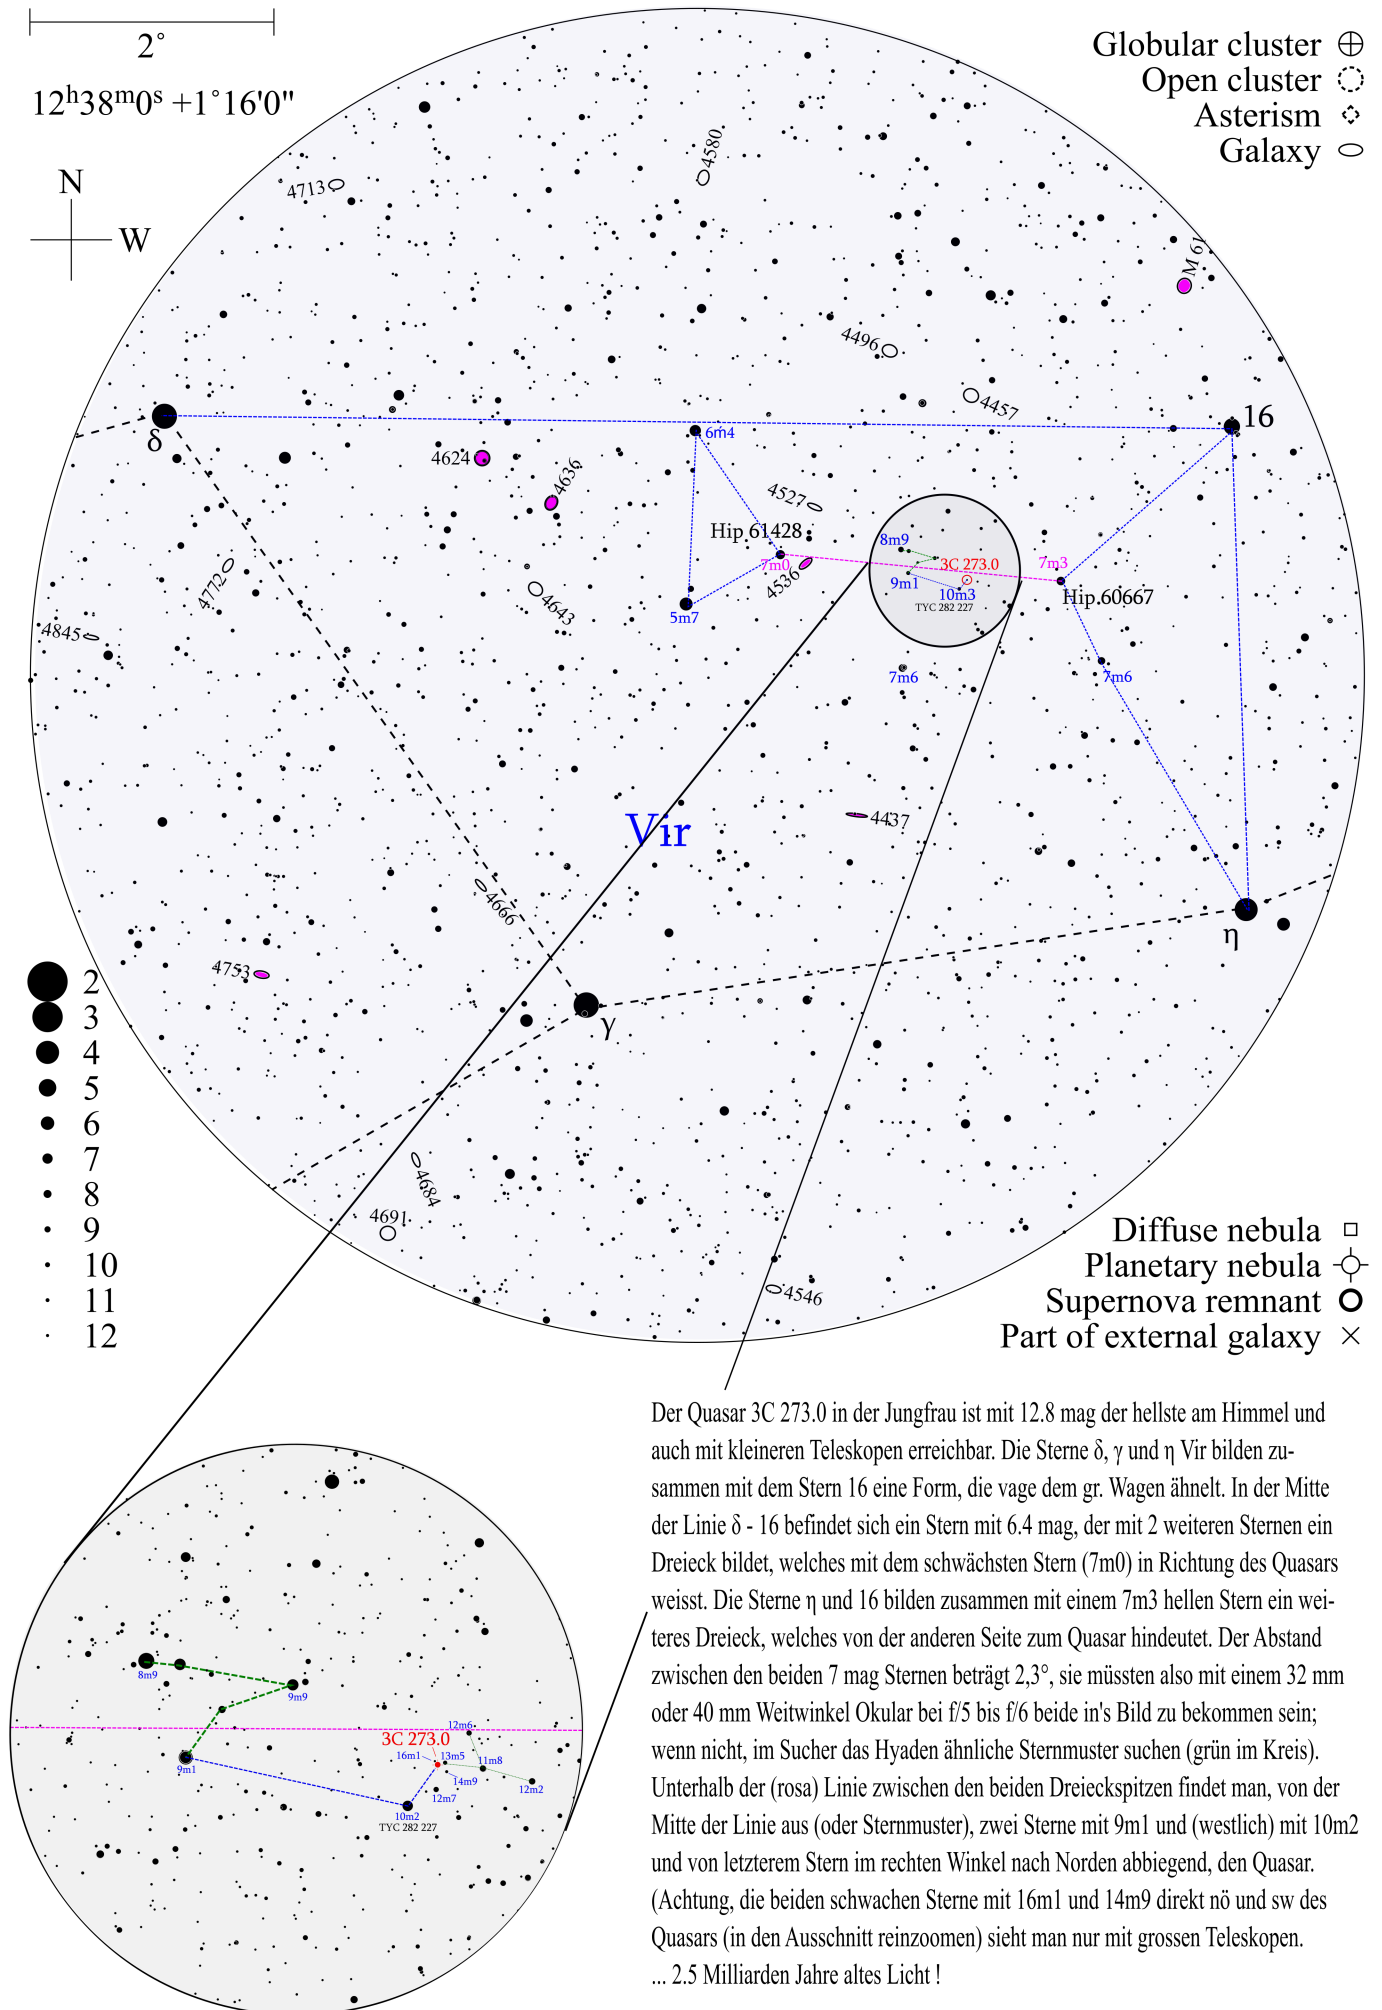 2°
12ʰ38ᵐ0ˢ +1°16'0"
N
W
Globular cluster
Open cluster
Asterism
Galaxy
4580
4713
M 61
4496
4457
δ
16
6m4
4624
4636
4527
Hip 61428
7m0
4536
8m9
3C 273.0
9m1
10m3
TYC 282 227
7m3
Hip 60667
4772
4643
5m7
4845
7m6
7m6
Vir
4437
4666
η
4753
γ
2
3
4
5
6
7
8
9
10
11
12
4684
4691
4546
Diffuse nebula
Planetary nebula
Supernova remnant
Part of external galaxy
Der Quasar 3C 273.0 in der Jungfrau ist mit 12.8 mag der hellste am Himmel und
auch mit kleineren Teleskopen erreichbar. Die Sterne δ, γ und η Vir bilden zu-
sammen mit dem Stern 16 eine Form, die vage dem gr. Wagen ähnelt. In der Mitte
der Linie δ - 16 befindet sich ein Stern mit 6.4 mag, der mit 2 weiteren Sternen ein
Dreieck bildet, welches mit dem schwächsten Stern (7m0) in Richtung des Quasars
weisst. Die Sterne η und 16 bilden zusammen mit einem 7m3 hellen Stern ein wei-
teres Dreieck, welches von der anderen Seite zum Quasar hindeutet. Der Abstand
zwischen den beiden 7 mag Sternen beträgt 2,3°, sie müssten also mit einem 32 mm
oder 40 mm Weitwinkel Okular bei f/5 bis f/6 beide in's Bild zu bekommen sein;
wenn nicht, im Sucher das Hyaden ähnliche Sternmuster suchen (grün im Kreis).
Unterhalb der (rosa) Linie zwischen den beiden Dreieckspitzen findet man, von der
Mitte der Linie aus (oder Sternmuster), zwei Sterne mit 9m1 und (westlich) mit 10m2
und von letzterem Stern im rechten Winkel nach Norden abbiegend, den Quasar.
(Achtung, die beiden schwachen Sterne mit 16m1 und 14m9 direkt nö und sw des
Quasars (in den Ausschnitt reinzoomen) sieht man nur mit grossen Teleskopen.
... 2.5 Milliarden Jahre altes Licht !
8m9
9m9
12m6
3C 273.0
16m1
13m5
11m8
9m1
14m9
12m2
12m7
10m2
TYC 282 227